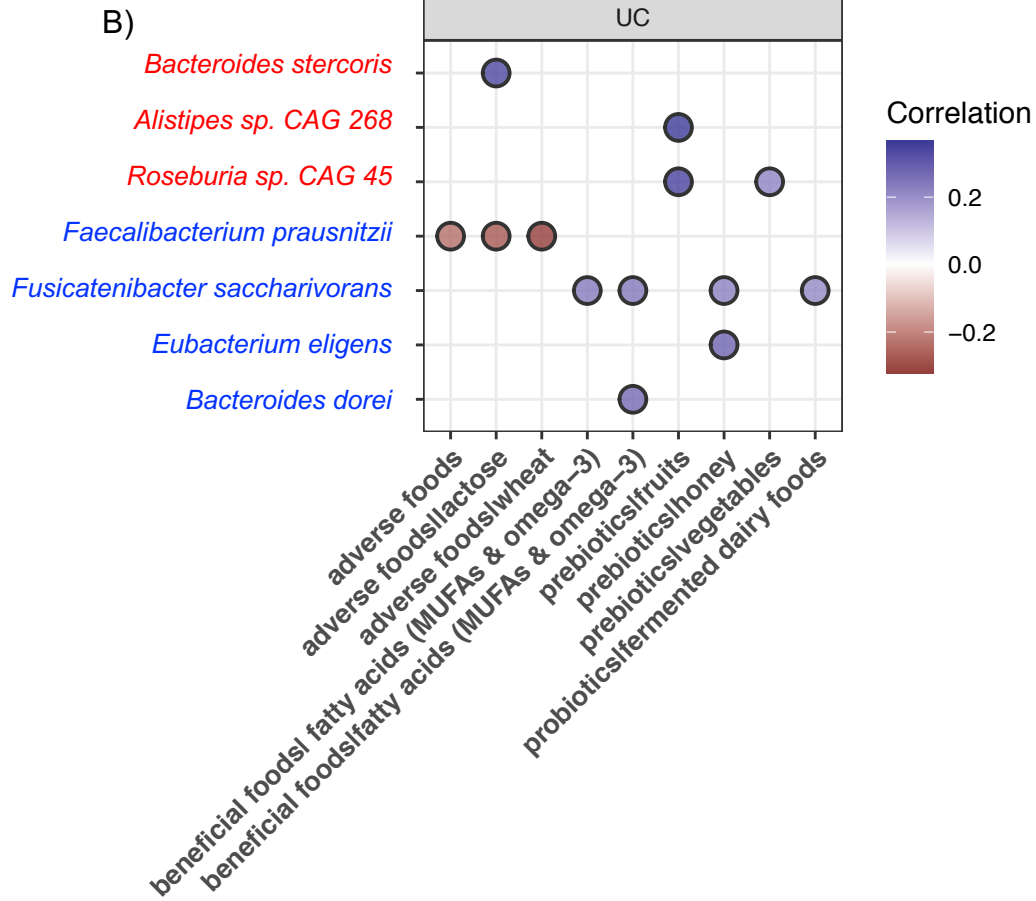 B)
UC
Bacteroides stercoris
Alistipes sp. CAG 268
Roseburia sp. CAG 45
Faecalibacterium prausnitzii
Fusicatenibacter saccharivorans
Eubacterium eligens
Bacteroides dorei
adverse foods
adverse foods|lactose
adverse foods|wheat
beneficial foods| fatty acids (MUFAs & omega−3)
beneficial foods|fatty acids (MUFAs & omega−3)
prebiotics|fruits
prebiotics|honey
prebiotics|vegetables
probiotics|fermented dairy foods
Correlation
0.2
0.0
−0.2